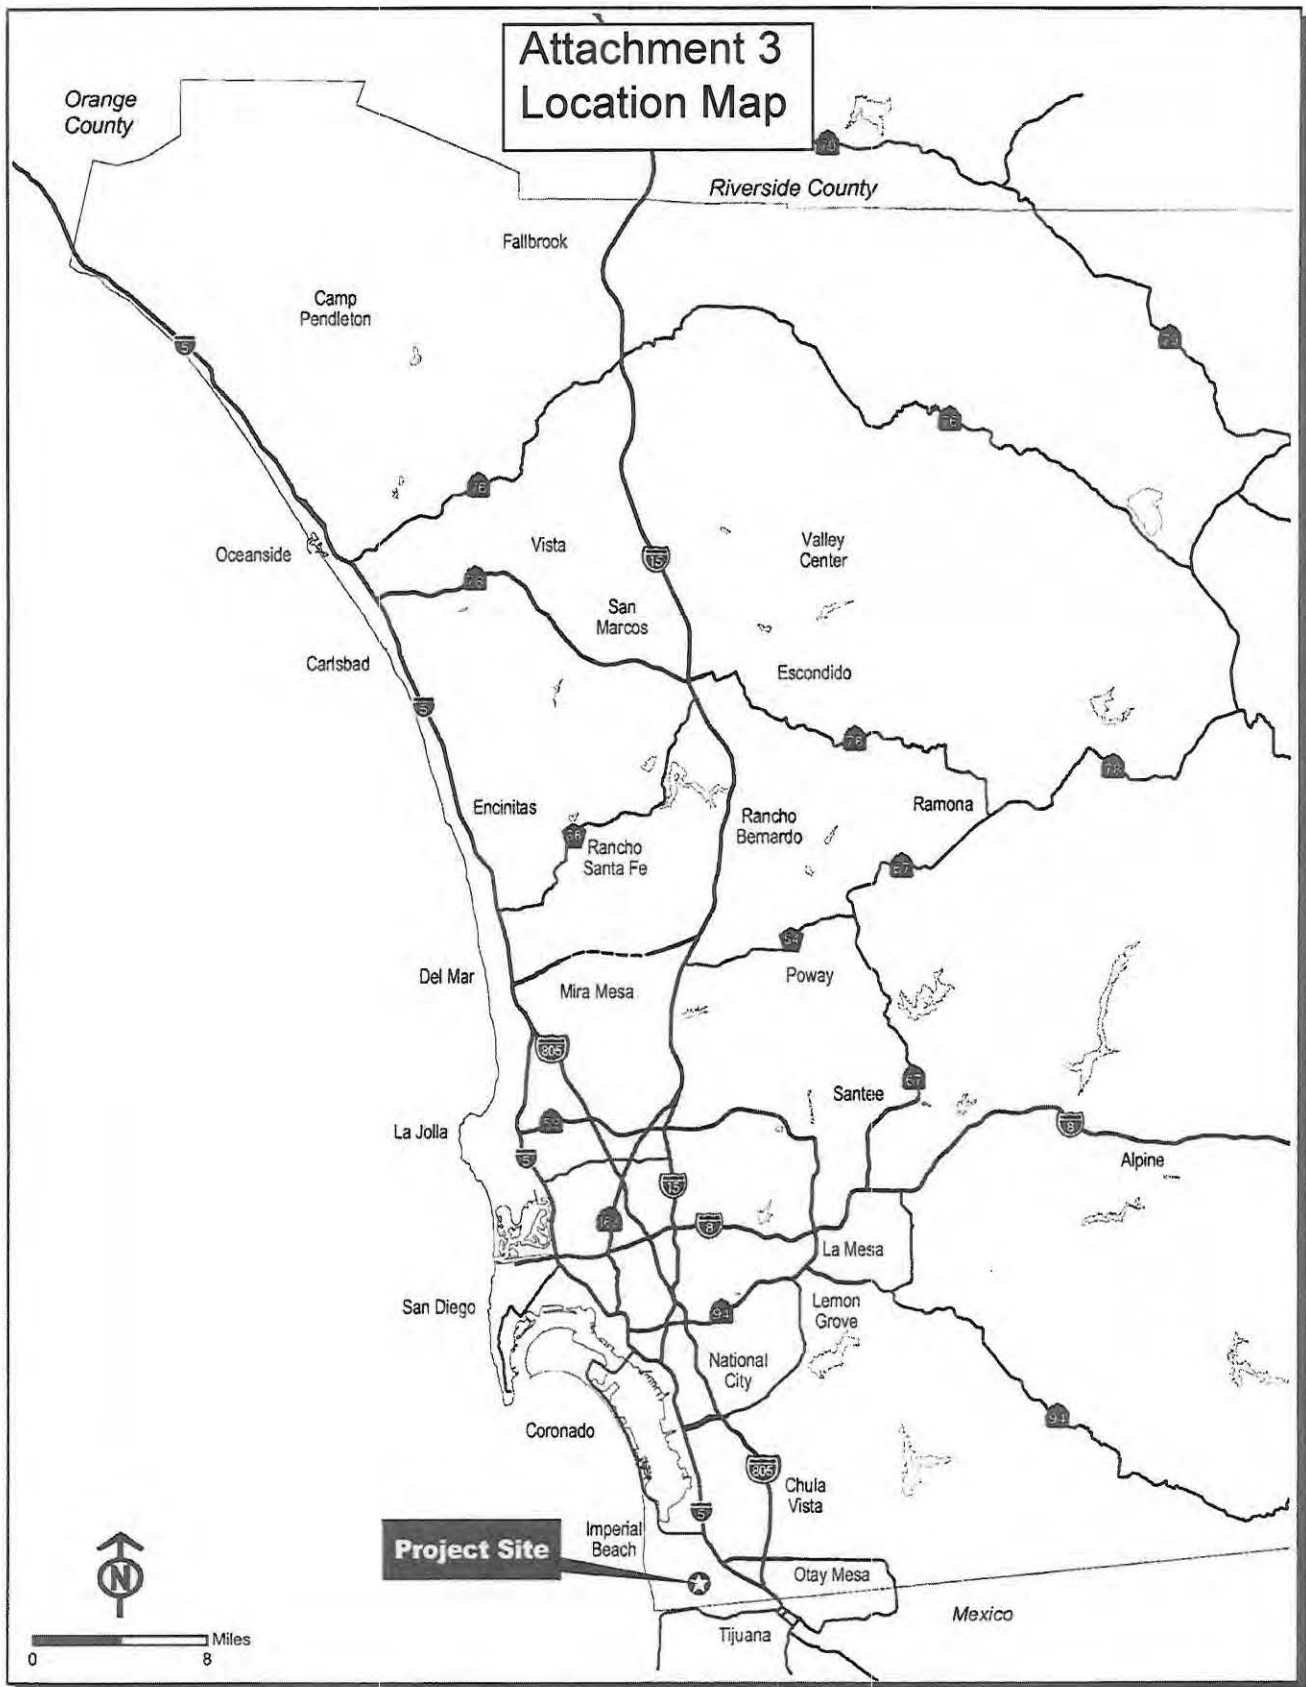 Attachment 3
Location Map
Orange
County
Riverside County
Fallbrook
Camp
Pendleton
5
79
76
76
Oceanside
Vista
15
Valley
Center
San
Marcos
Carlsbad
Escondido
5
78
Encinitas
Rancho
Santa Fe
Rancho
Bernardo
Ramona
67
54
Del Mar
Mira Mesa
Poway
805
67
Santee
La Jolla
5
8
Alpine
15
8
La Mesa
San Diego
94
Lemon
Grove
National
City
94
Coronado
805
Chula
Vista
5
Imperial
Beach
Project Site
Otay Mesa
Mexico
Tijuana
N
Miles
0 8